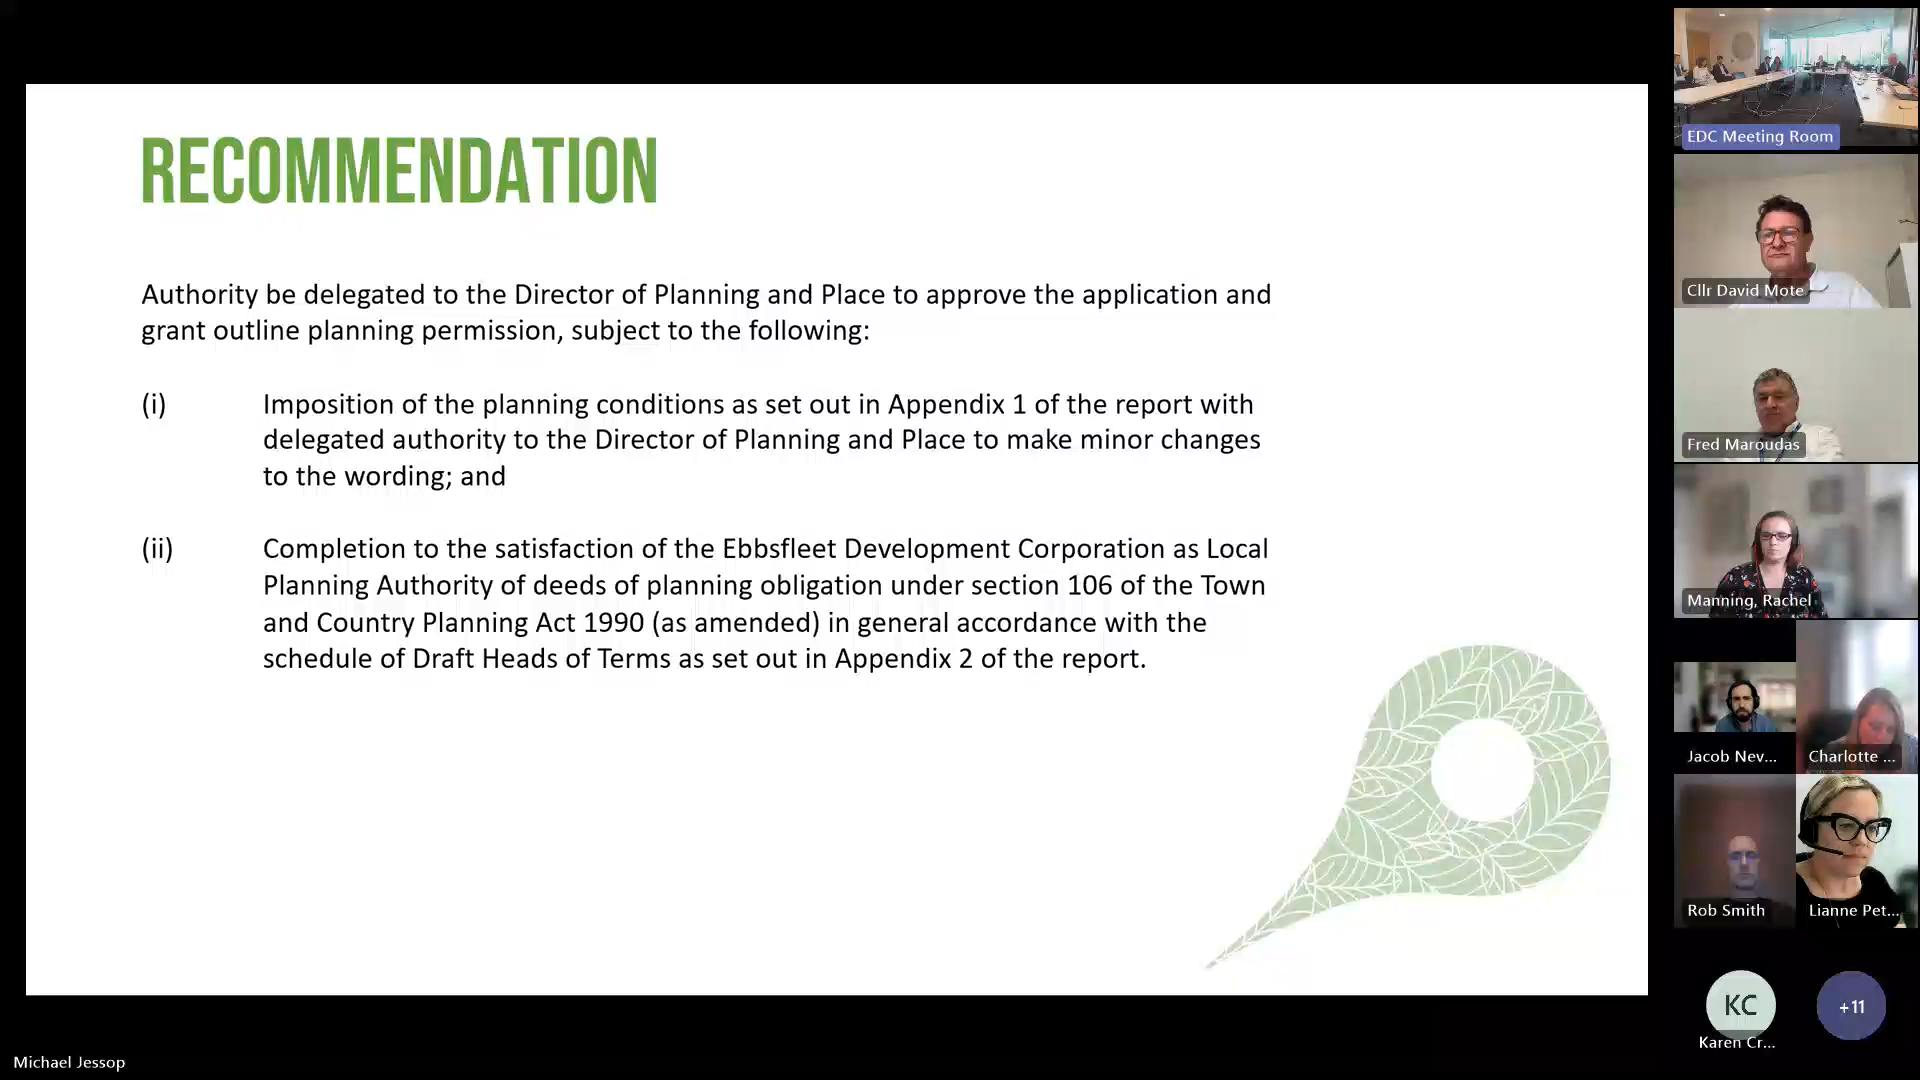 RECOMMENDATION
Authority be delegated to the Director of Planning and Place to approve the application and
grant outline planning permission, subject to the following:
(i) Imposition of the planning conditions as set out in Appendix 1 of the report with
delegated authority to the Director of Planning and Place to make minor changes
to the wording; and
(ii) Completion to the satisfaction of the Ebbsfleet Development Corporation as Local
Planning Authority of deeds of planning obligation under section 106 of the Town
and Country Planning Act 1990 (as amended) in general accordance with the
schedule of Draft Heads of Terms as set out in Appendix 2 of the report.
Michael Jessop
EDC Meeting Room
Cllr David Mote
Fred Maroudas
Manning, Rachel
Jacob Nev...
Charlotte ...
Rob Smith
Lianne Pet...
KC
Karen Cr...
+11